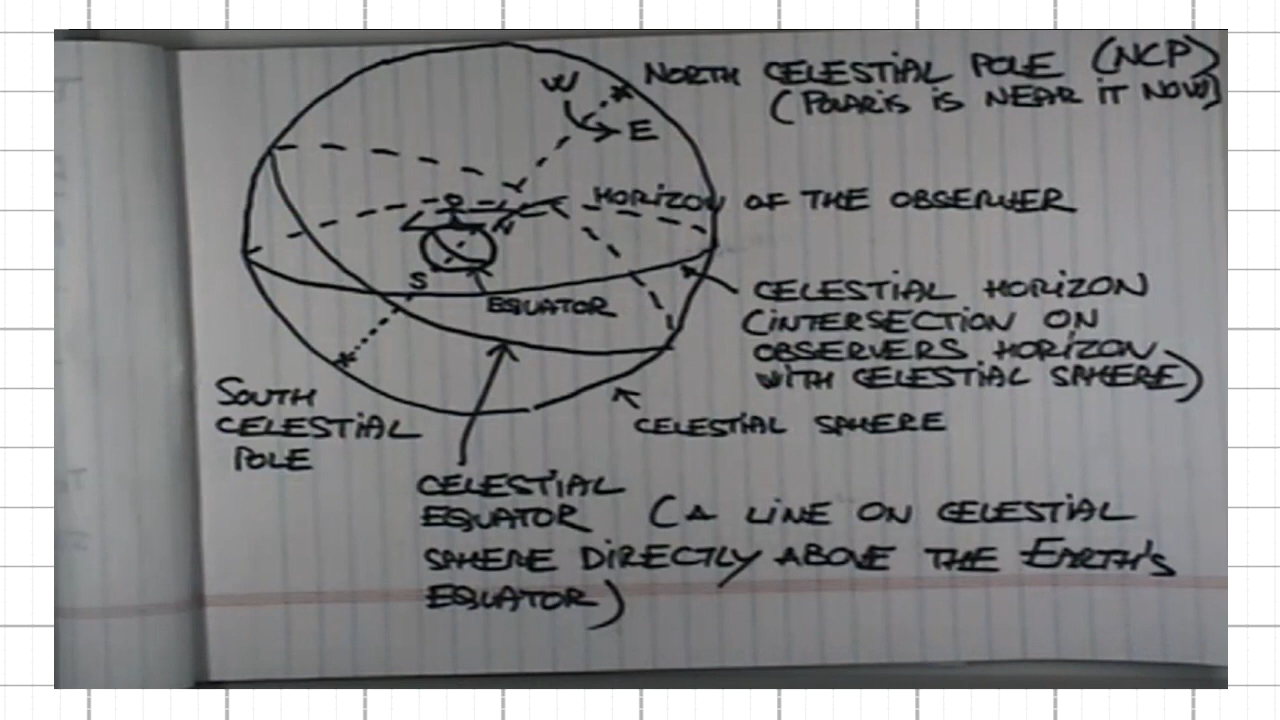 W
NORTH CELESTIAL POLE (NCP)
(POLARIS IS NEAR IT NOW)
E
HORIZON OF THE OBSERVER
N
S
EQUATOR
CELESTIAL HORIZON
(INTERSECTION ON
OBSERVERS HORIZON
WITH CELESTIAL SPHERE)
SOUTH
CELESTIAL
POLE
CELESTIAL SPHERE
CELESTIAL
EQUATOR (A LINE ON CELESTIAL
SPHERE DIRECTLY ABOVE THE EARTH'S
EQUATOR)